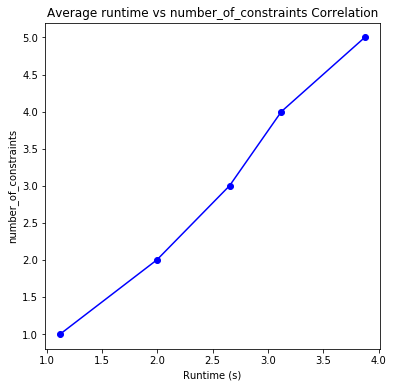 Average runtime vs number_of_constraints Correlation
5.0
4.5
4.0
3.5
3.0
2.5
2.0
1.5
1.0
number_of_constraints
1.0 1.5 2.0 2.5 3.0 3.5 4.0
Runtime (s)